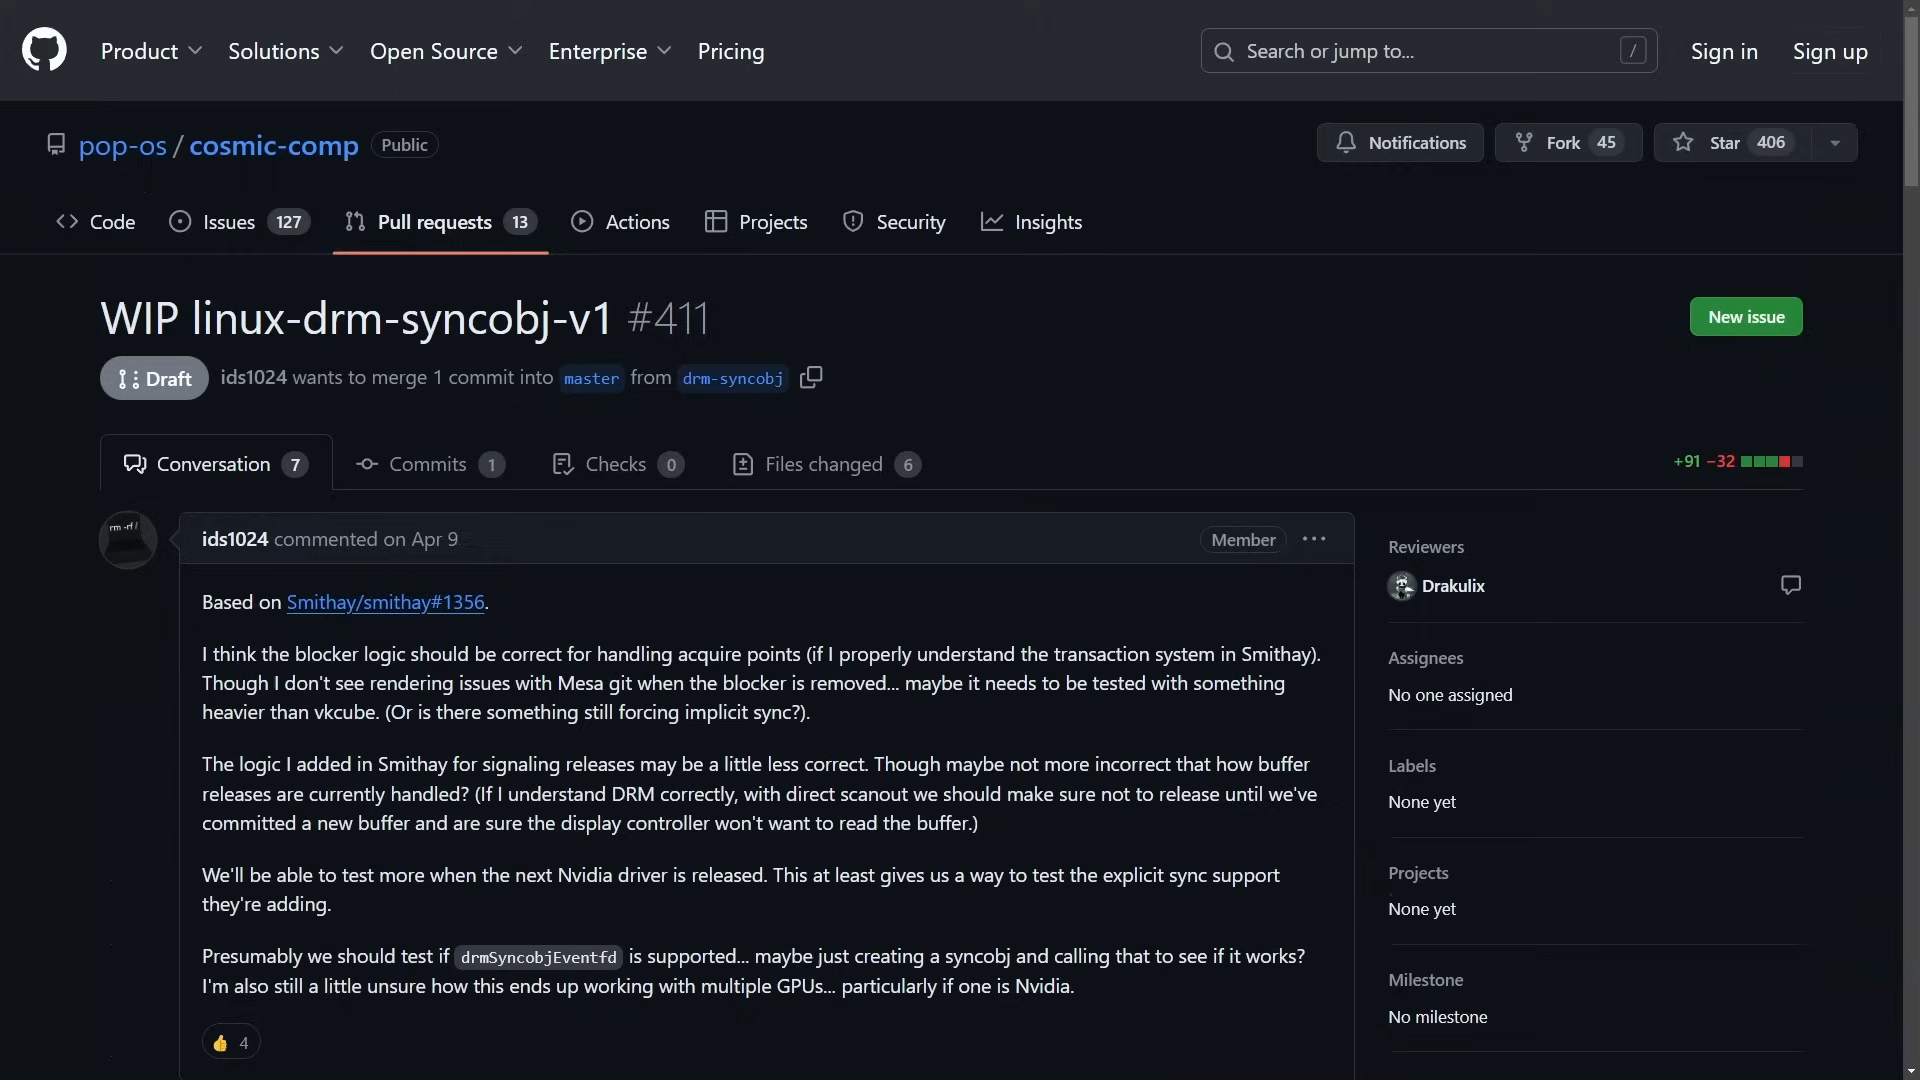 Product Solutions Open Source Enterprise Pricing Search or jump to... / Sign in Sign up
pop-os / cosmic-comp Public Notifications Fork 45 Star 406
Code Issues 127 Pull requests 13 Actions Projects Security Insights
WIP linux-drm-syncobj-v1 #411 New issue
Draft ids1024 wants to merge 1 commit into master from drm-syncobj
Conversation 7 Commits 1 Checks 0 Files changed 6 +91 −32
rm -rf /
ids1024 commented on Apr 9 Member
Based on Smithay/smithay#1356.
I think the blocker logic should be correct for handling acquire points (if I properly understand the transaction system in Smithay).
Though I don't see rendering issues with Mesa git when the blocker is removed... maybe it needs to be tested with something
heavier than vkcube. (Or is there something still forcing implicit sync?).
The logic I added in Smithay for signaling releases may be a little less correct. Though maybe not more incorrect that how buffer
releases are currently handled? (If I understand DRM correctly, with direct scanout we should make sure not to release until we've
committed a new buffer and are sure the display controller won't want to read the buffer.)
We'll be able to test more when the next Nvidia driver is released. This at least gives us a way to test the explicit sync support
they're adding.
Presumably we should test if drmSyncobjEventfd is supported... maybe just creating a syncobj and calling that to see if it works?
I'm also still a little unsure how this ends up working with multiple GPUs... particularly if one is Nvidia.
4
Reviewers
Drakulix
Assignees
No one assigned
Labels
None yet
Projects
None yet
Milestone
No milestone